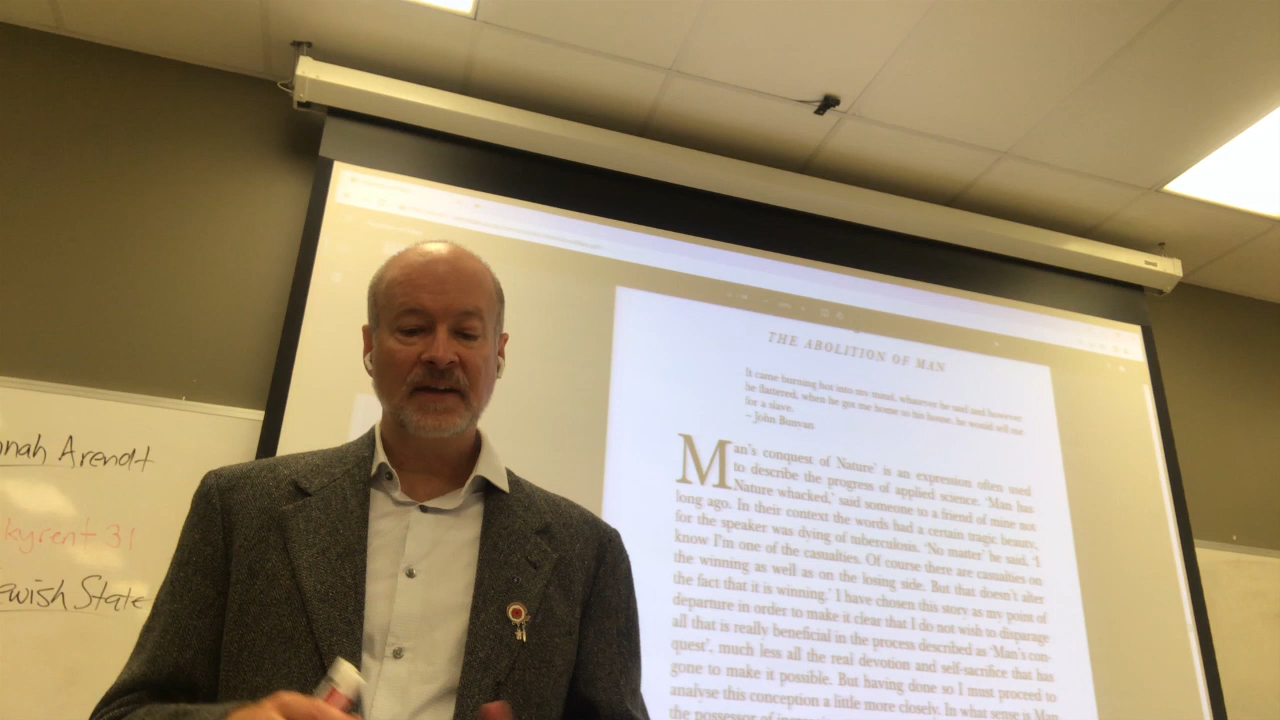 nnah Arendt
kyrent 31
ewish State
THE ABOLITION OF MAN
It came burning hot into my mind, whatever he said and however
he flattered, when he got me home to his house, he would sell me
for a slave.
– John Bunyan
Man's conquest of Nature' is an expression often used
to describe the progress of applied science. 'Man has
Nature whacked,' said someone to a friend of mine not
long ago. In their context the words had a certain tragic beauty,
for the speaker was dying of tuberculosis. 'No matter' he said, 'I
know I'm one of the casualties. Of course there are casualties on
the winning as well as on the losing side. But that doesn't alter
the fact that it is winning.' I have chosen this story as my point of
departure in order to make it clear that I do not wish to disparage
all that is really beneficial in the process described as 'Man's con-
quest', much less all the real devotion and self-sacrifice that has
gone to make it possible. But having done so I must proceed to
analyse this conception a little more closely. In what sense is Man
the possessor of